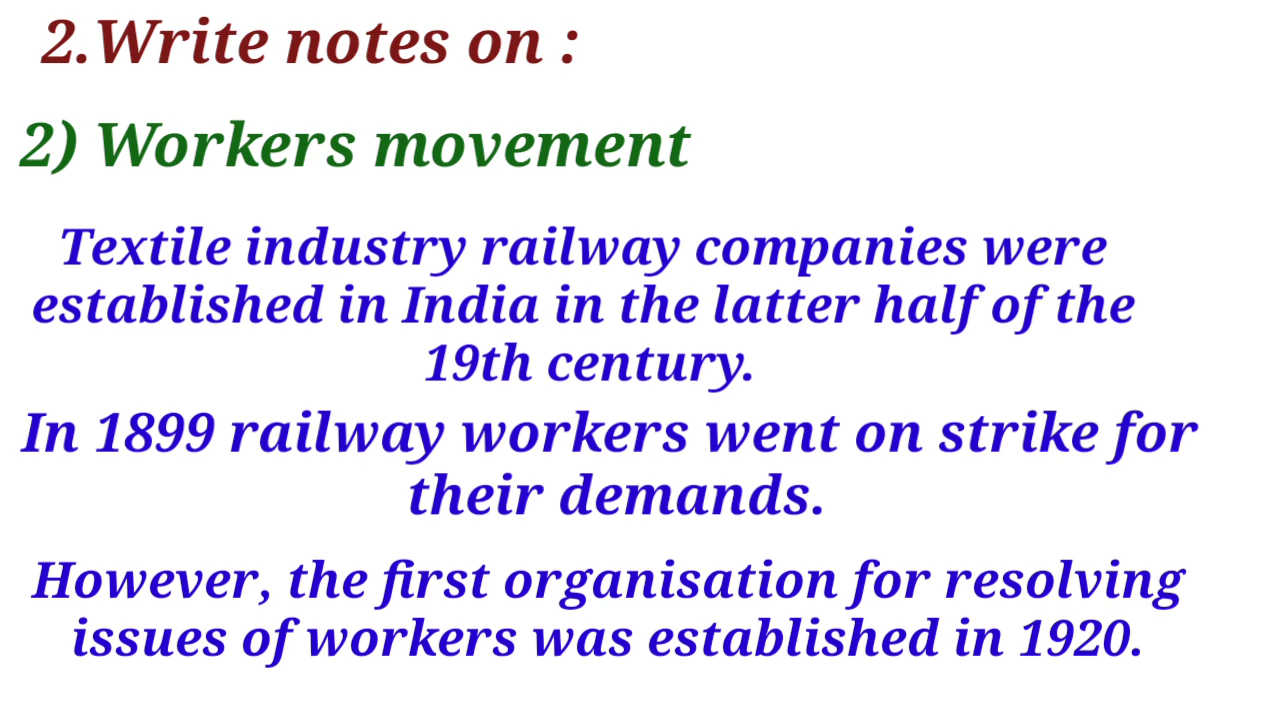 2.Write notes on :
2) Workers movement
Textile industry railway companies were
established in India in the latter half of the
19th century.
In 1899 railway workers went on strike for
their demands.
However, the first organisation for resolving
issues of workers was established in 1920.